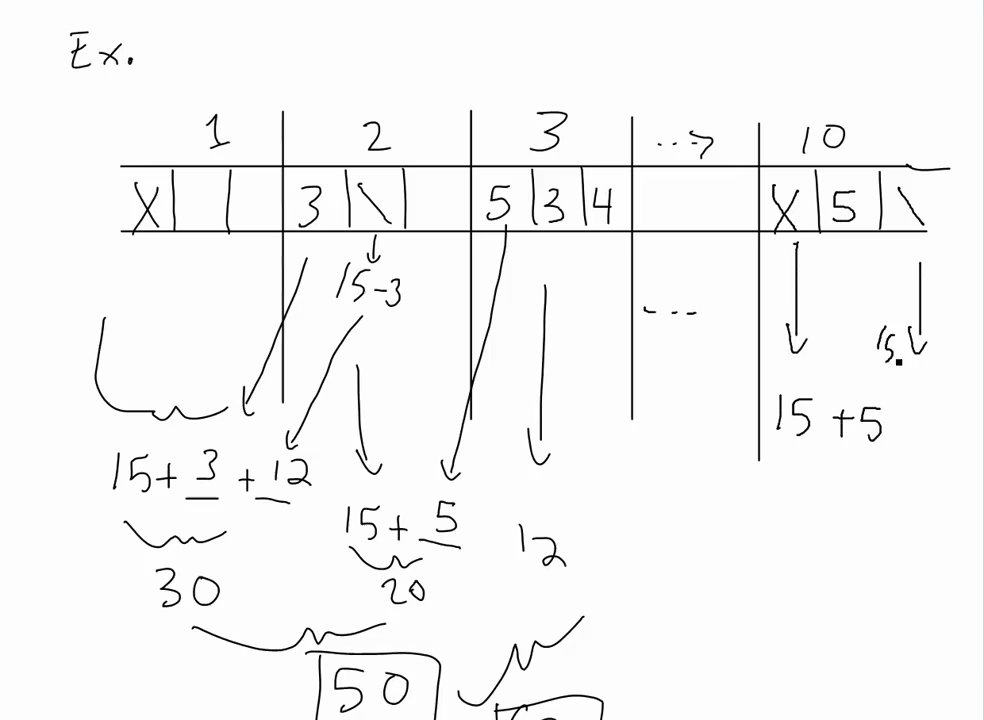 Ex.
1 2 3 ...→ 10
X 3 \ 5 3 4 X 5 \
15-3
...
15.
15 + 5
15 + 3 + 12
15 + 5
12
30
20
50